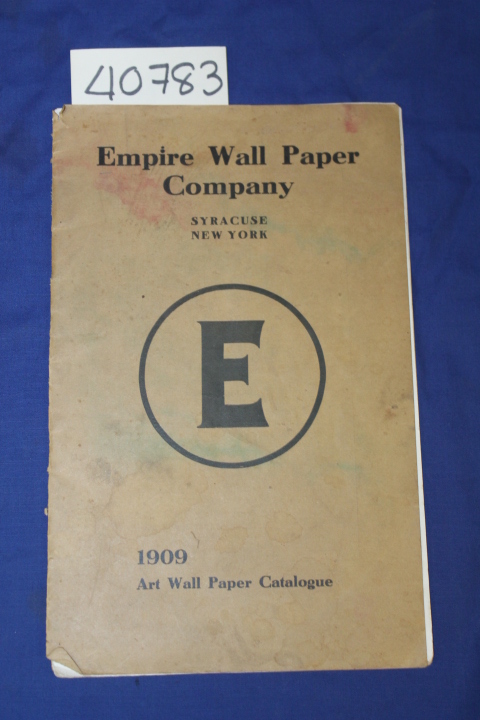 40783
Empire Wall Paper
Company
SYRACUSE
NEW YORK
E
1909
Art Wall Paper Catalogue